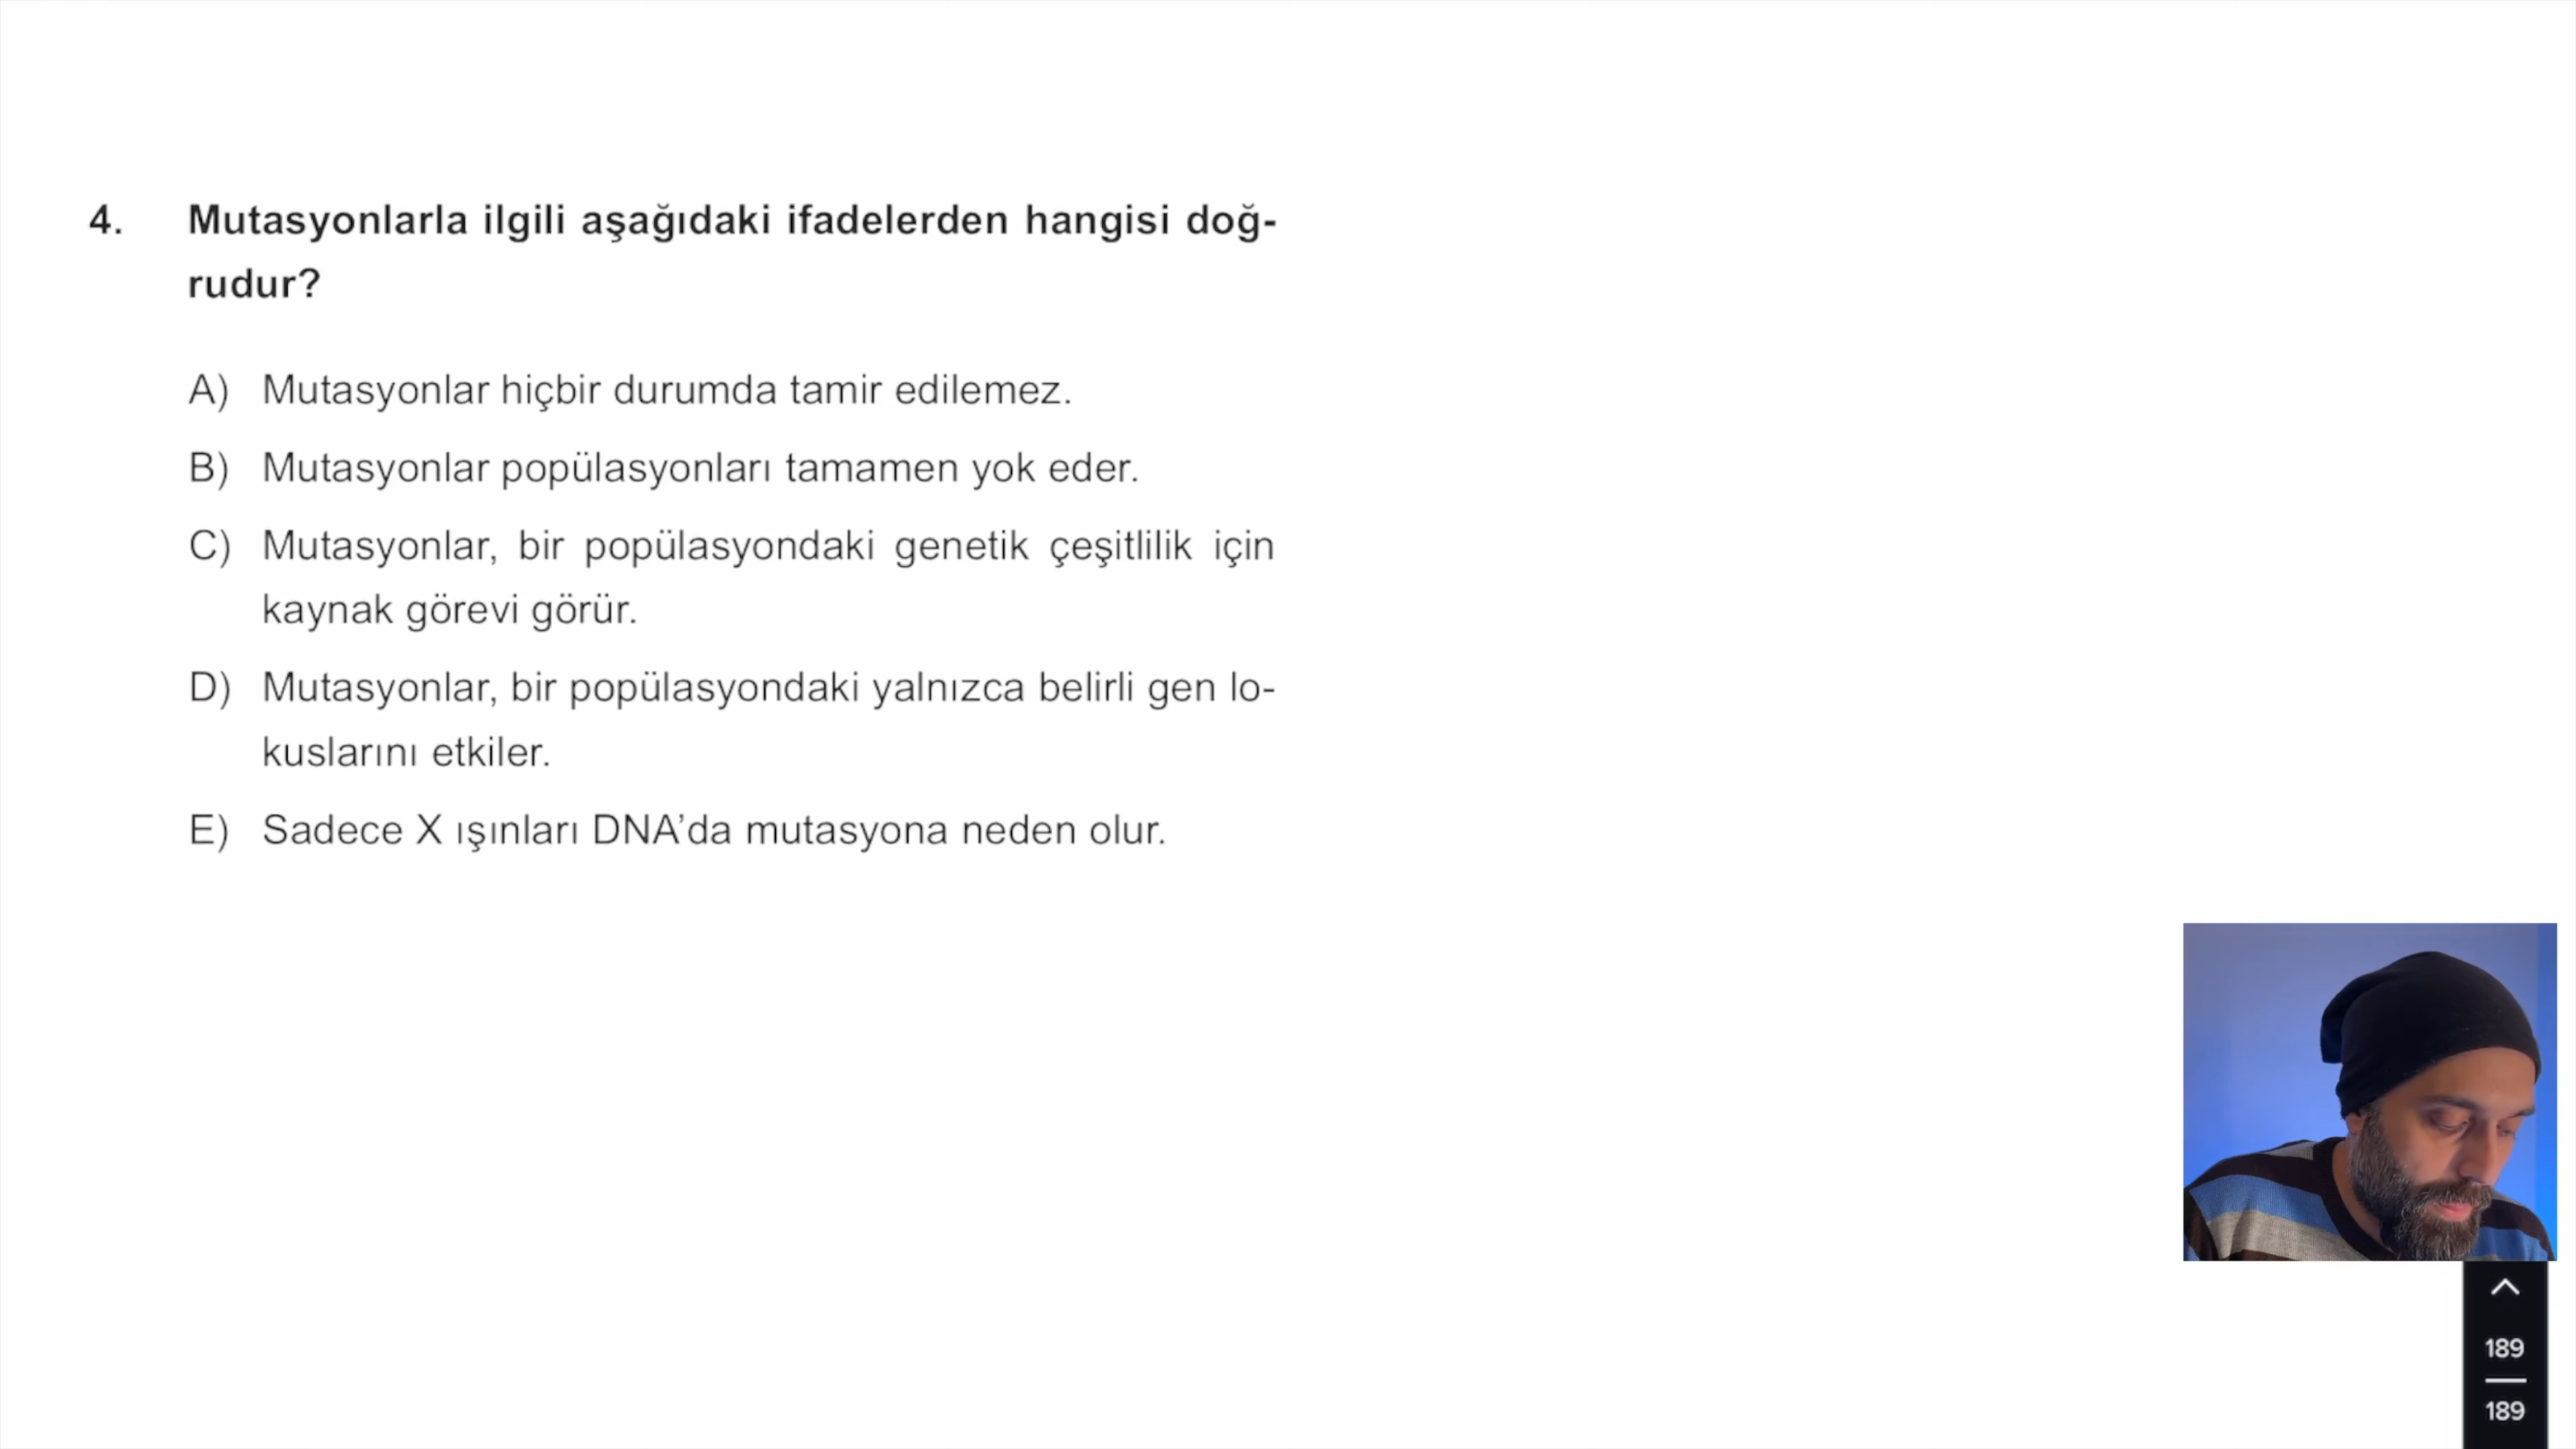 4. Mutasyonlarla ilgili aşağıdaki ifadelerden hangisi doğ-
rudur?
A) Mutasyonlar hiçbir durumda tamir edilemez.
B) Mutasyonlar popülasyonları tamamen yok eder.
C) Mutasyonlar, bir popülasyondaki genetik çeşitlilik için
kaynak görevi görür.
D) Mutasyonlar, bir popülasyondaki yalnızca belirli gen lo-
kuslarını etkiler.
E) Sadece X ışınları DNA’da mutasyona neden olur.
189
189